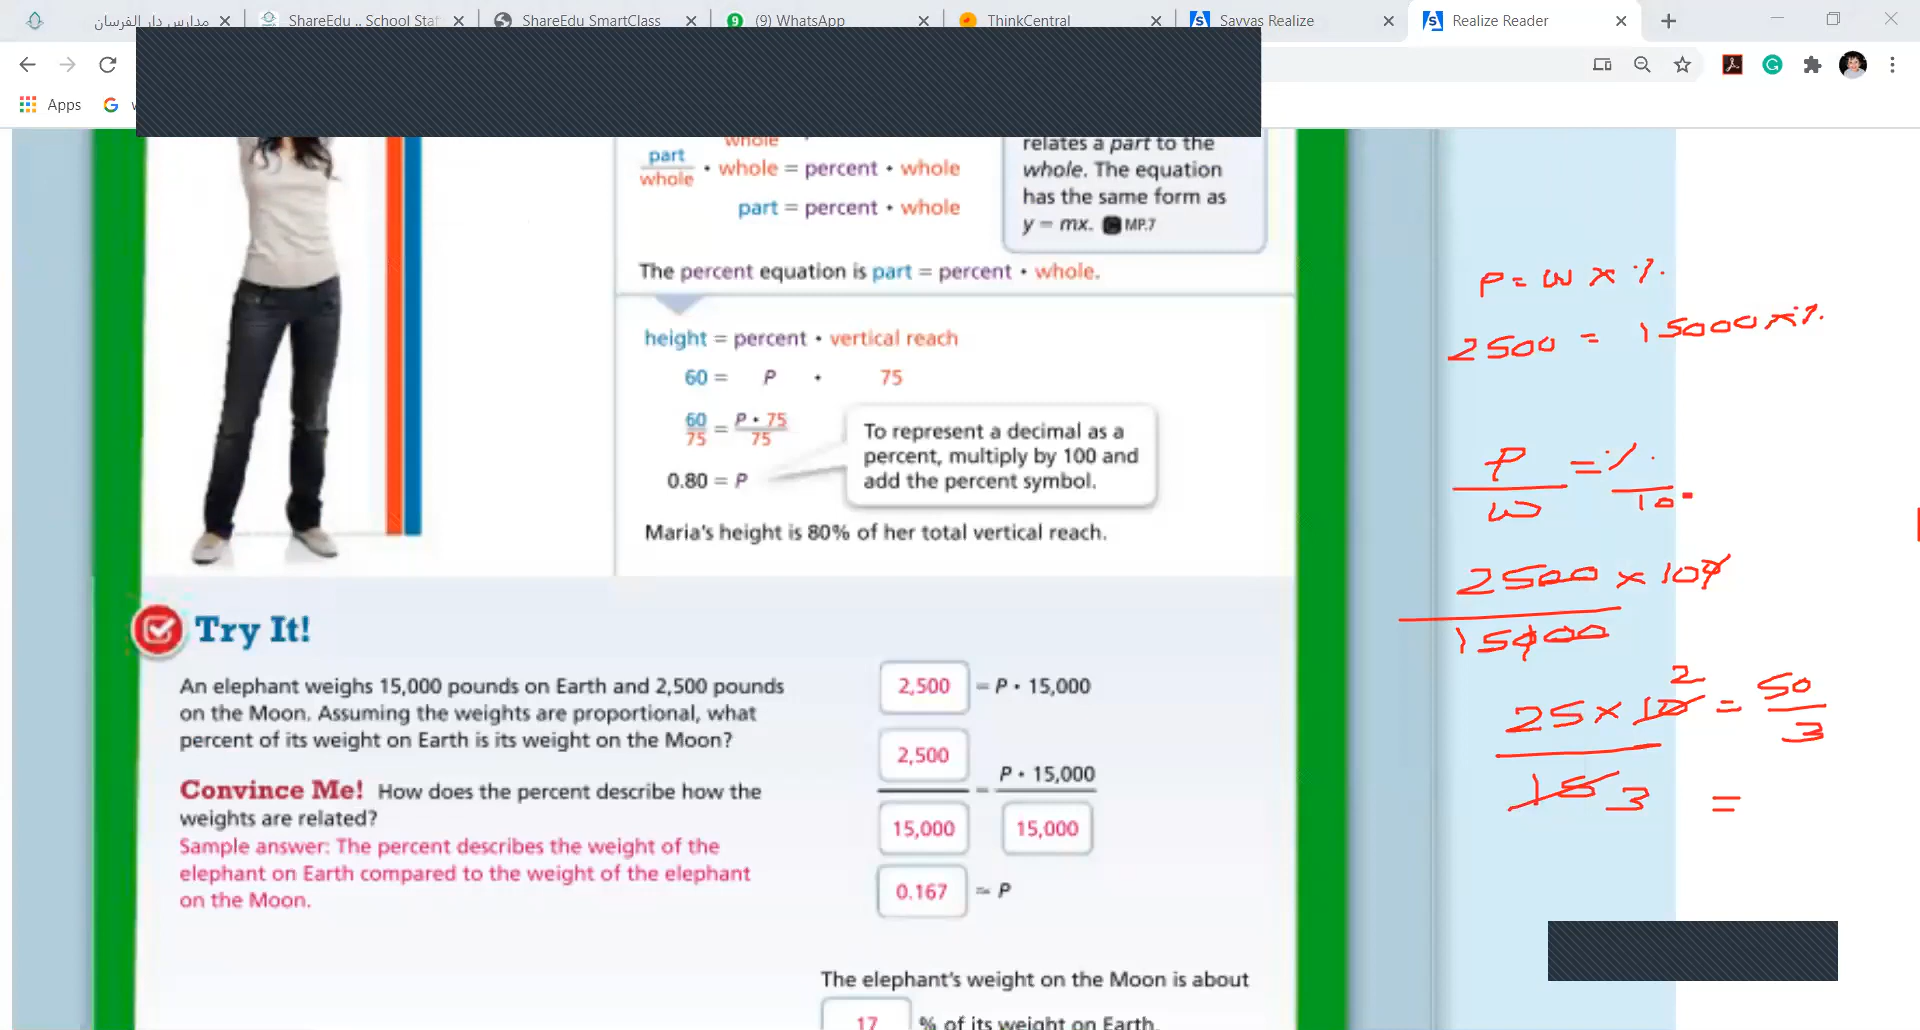 مدارس دار الفرسان
ShareEdu .. School Staf
ShareEdu SmartClass
9 (9) WhatsApp
ThinkCentral
S Savvas Realize
S Realize Reader
Apps
whole
part/whole · whole = percent · whole
part = percent · whole
relates a part to the
whole. The equation
has the same form as
y = mx. MP.7
The percent equation is part = percent · whole.
height = percent · vertical reach
60 = P · 75
60/75 = P · 75/75
0.80 = P
To represent a decimal as a
percent, multiply by 100 and
add the percent symbol.
Maria's height is 80% of her total vertical reach.
Try It!
An elephant weighs 15,000 pounds on Earth and 2,500 pounds
on the Moon. Assuming the weights are proportional, what
percent of its weight on Earth is its weight on the Moon?
Convince Me! How does the percent describe how the
weights are related?
Sample answer: The percent describes the weight of the
elephant on Earth compared to the weight of the elephant
on the Moon.
2,500 = P · 15,000
2,500 / 15,000 = P · 15,000 / 15,000
0.167 ≈ P
The elephant's weight on the Moon is about
17 % of its weight on Earth.
P = W x %
2500 = 15000 x %
P/W = %/10
2500 x 100
15000
2
25 x 10 = 50/3
15 3 =